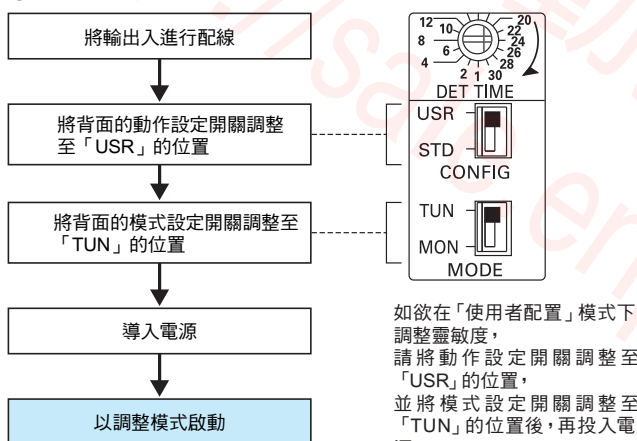 將輸出入進行配線
將背面的動作設定開關調整
至「USR」的位置
將背面的模式設定開關調整至
「TUN」的位置
導入電源
以調整模式啟動
12 10 8 6 4 2 1 30 28 26 24 22 20
DET TIME
USR
STD
CONFIG
TUN
MON
MODE
如欲在「使用者配置」模式下
調整靈敏度，
請將動作設定開關調整至
「USR」的位置，
並將模式設定開關調整至
「TUN」的位置後，再投入電